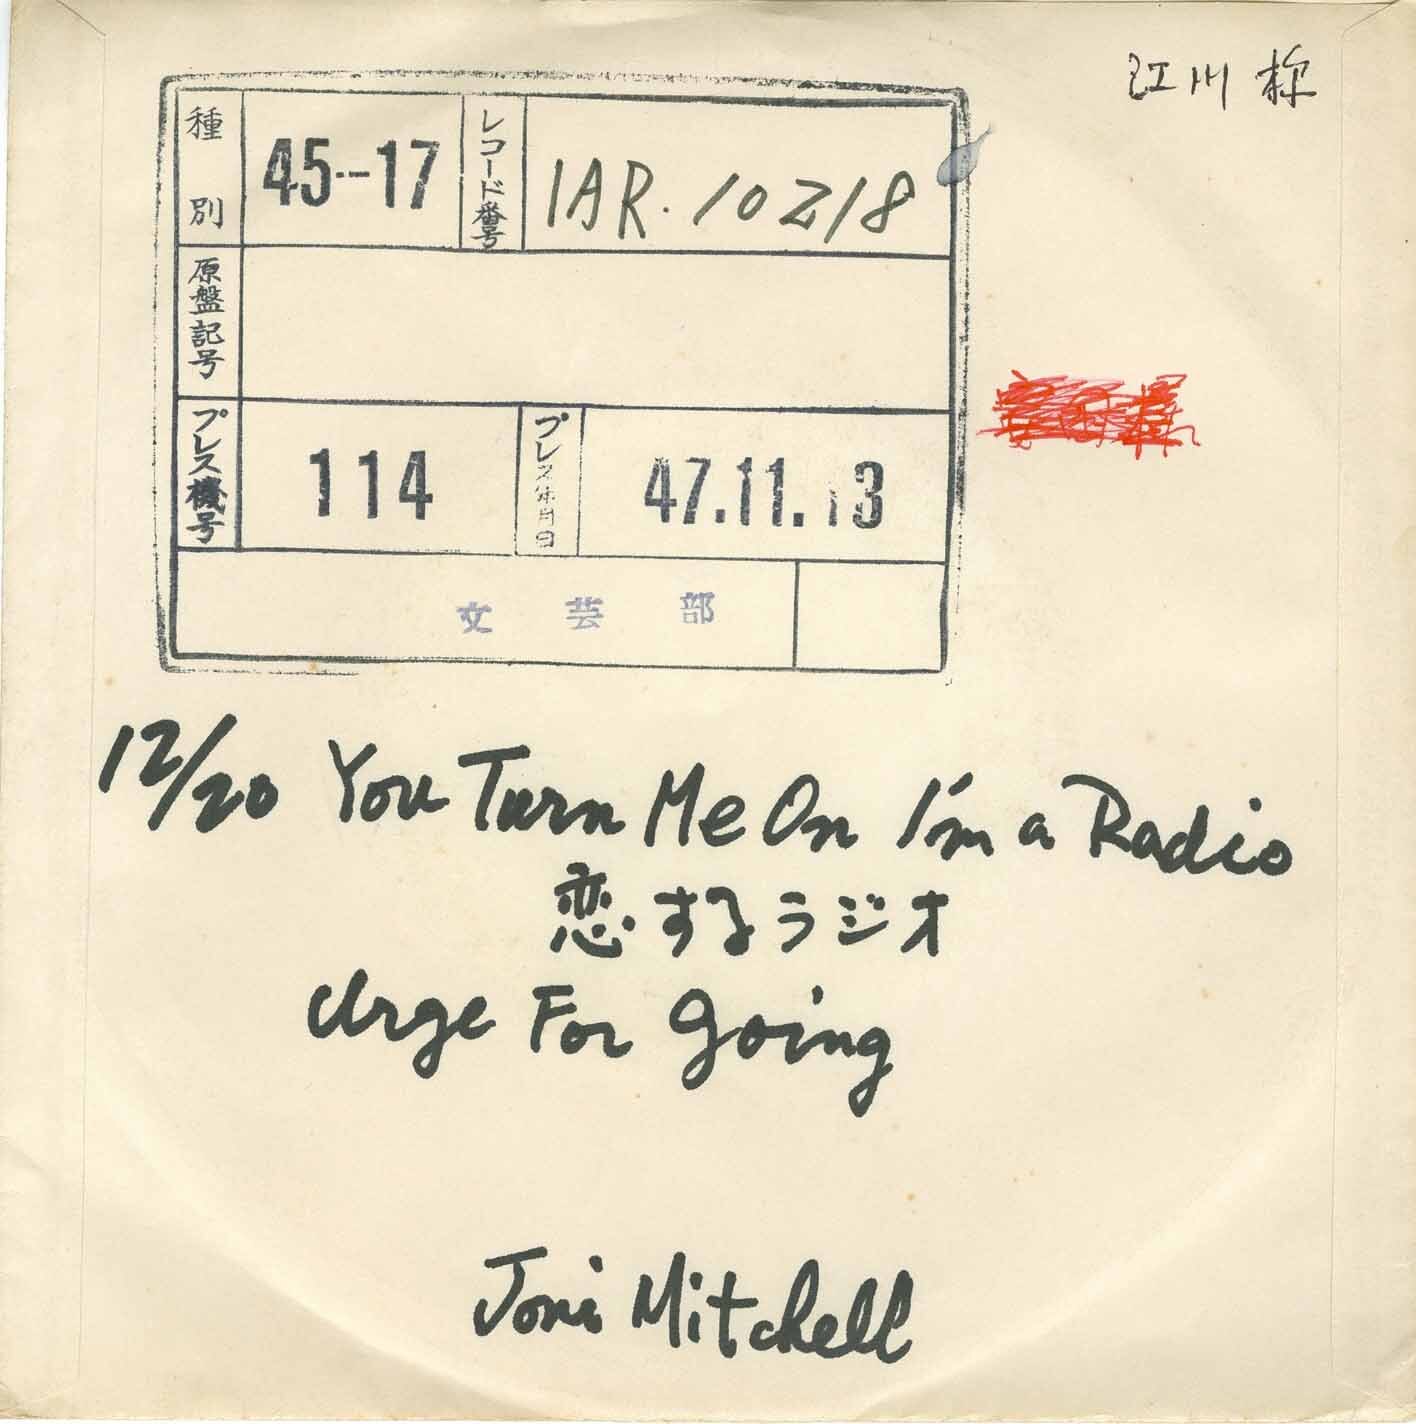 江川 様
種別 45--17 レコード番号 1AR. 10218
原盤記号
プレス機号 114 プレス年月日 47.11.13
文芸部
12/20 You Turn Me On I'm a Radio
恋するラジオ
Urge For Going
Joni Mitchell